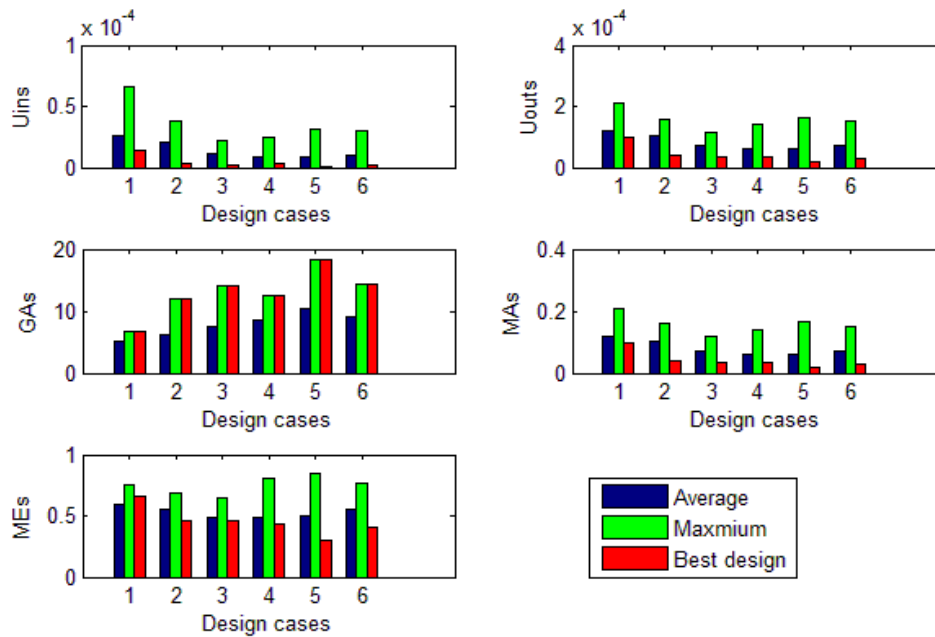 x 10^-4
1
0.5
0
Uins
1 2 3 4 5 6
Design cases
x 10^-4
4
2
0
Uouts
1 2 3 4 5 6
Design cases
20
10
0
GAs
1 2 3 4 5 6
Design cases
0.4
0.2
0
MAs
1 2 3 4 5 6
Design cases
1
0.5
0
MEs
1 2 3 4 5 6
Design cases
Average
Maxmium
Best design